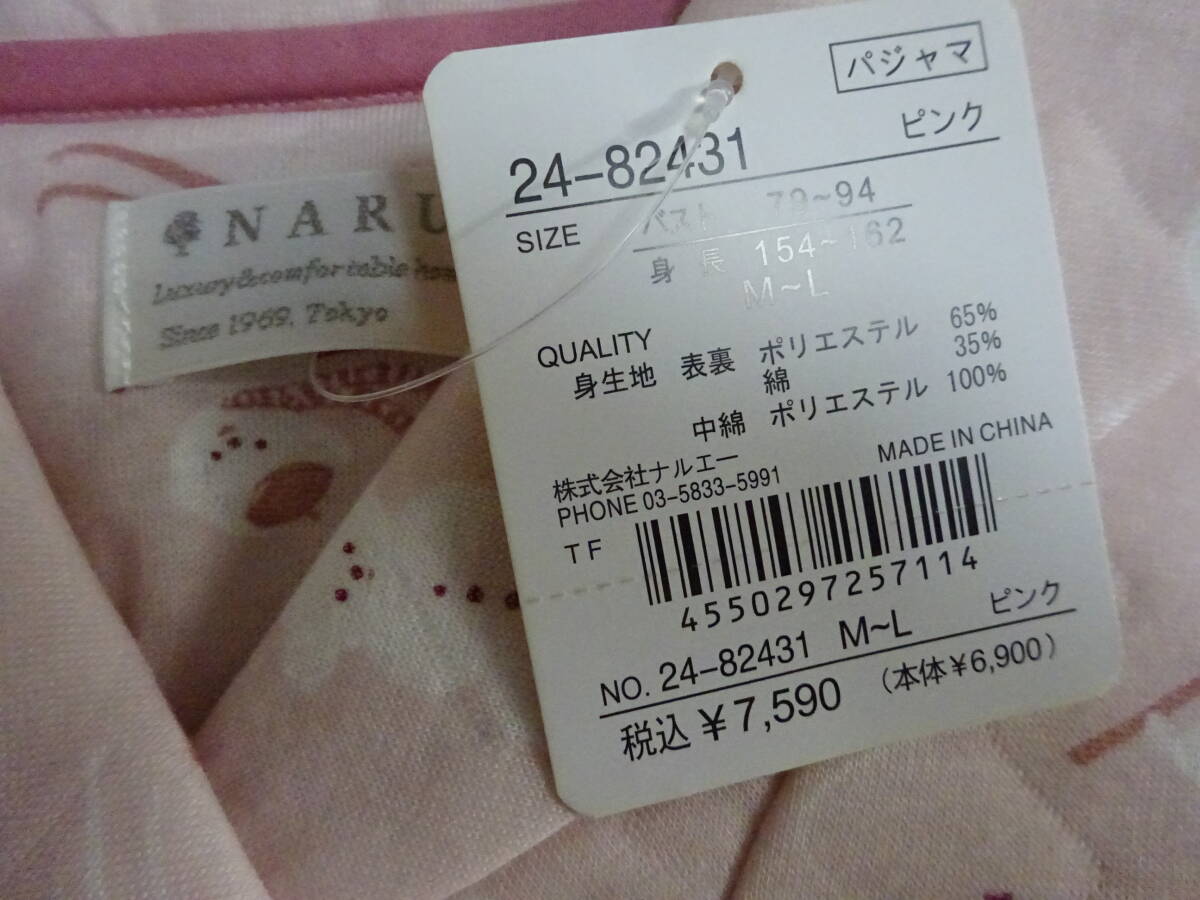 パジャマ
24-82431 ピンク
SIZE バスト 79~94
身長 154~162
M~L
QUALITY
身生地 表裏 ポリエステル 65%
綿 35%
中綿 ポリエステル 100%
株式会社ナルエー MADE IN CHINA
PHONE 03-5833-5991
TF
4550297257114
NO. 24-82431 M~L ピンク
税込 ¥7,590 (本体¥6,900)
NARU
Luxury&comfortable
Since 1969. Tokyo